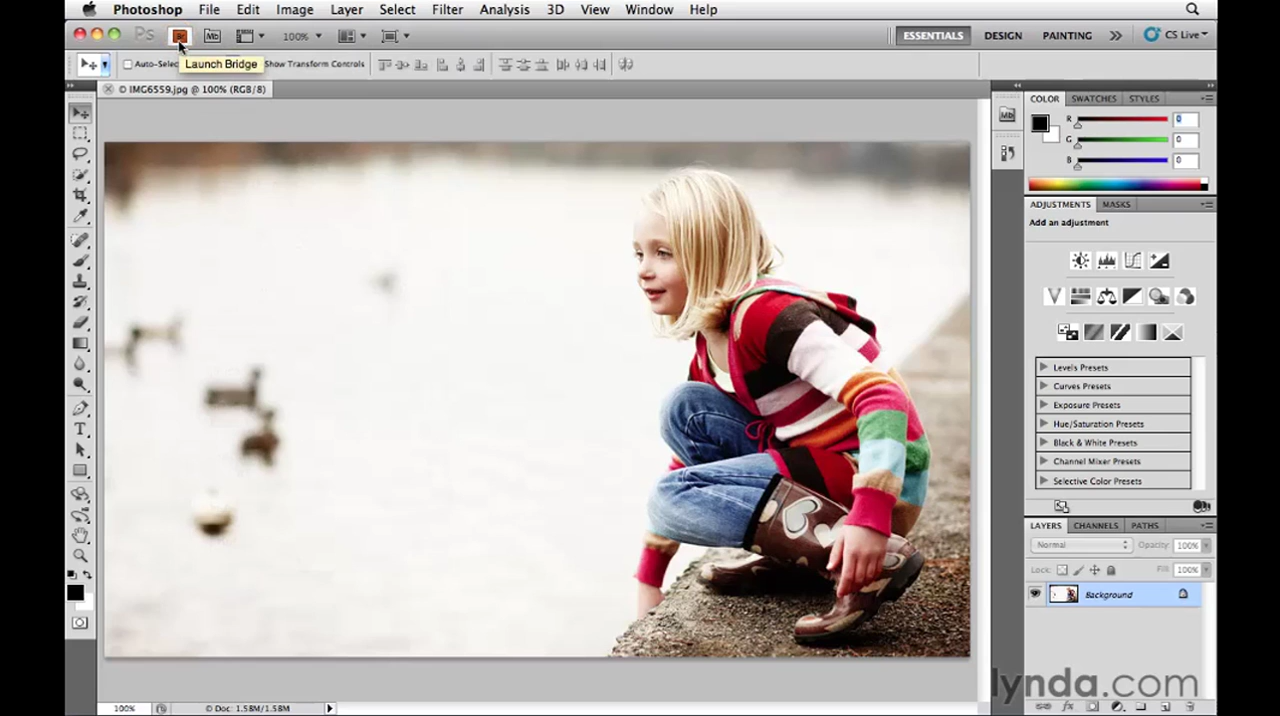 Photoshop File Edit Image Layer Select Filter Analysis 3D View Window Help
Ps Br Mb 100% ESSENTIALS DESIGN PAINTING CS Live
Auto-Selec Show Transform Controls
Launch Bridge
© IMG6559.jpg @ 100% (RGB/8)
Mb
COLOR SWATCHES STYLES
R 0
G 0
B 0
ADJUSTMENTS MASKS
Add an adjustment
Levels Presets
Curves Presets
Exposure Presets
Hue/Saturation Presets
Black & White Presets
Channel Mixer Presets
Selective Color Presets
LAYERS CHANNELS PATHS
Normal Opacity: 100%
Lock: Fill: 100%
Background
lynda.com
100% © Doc: 1.58M/1.58M